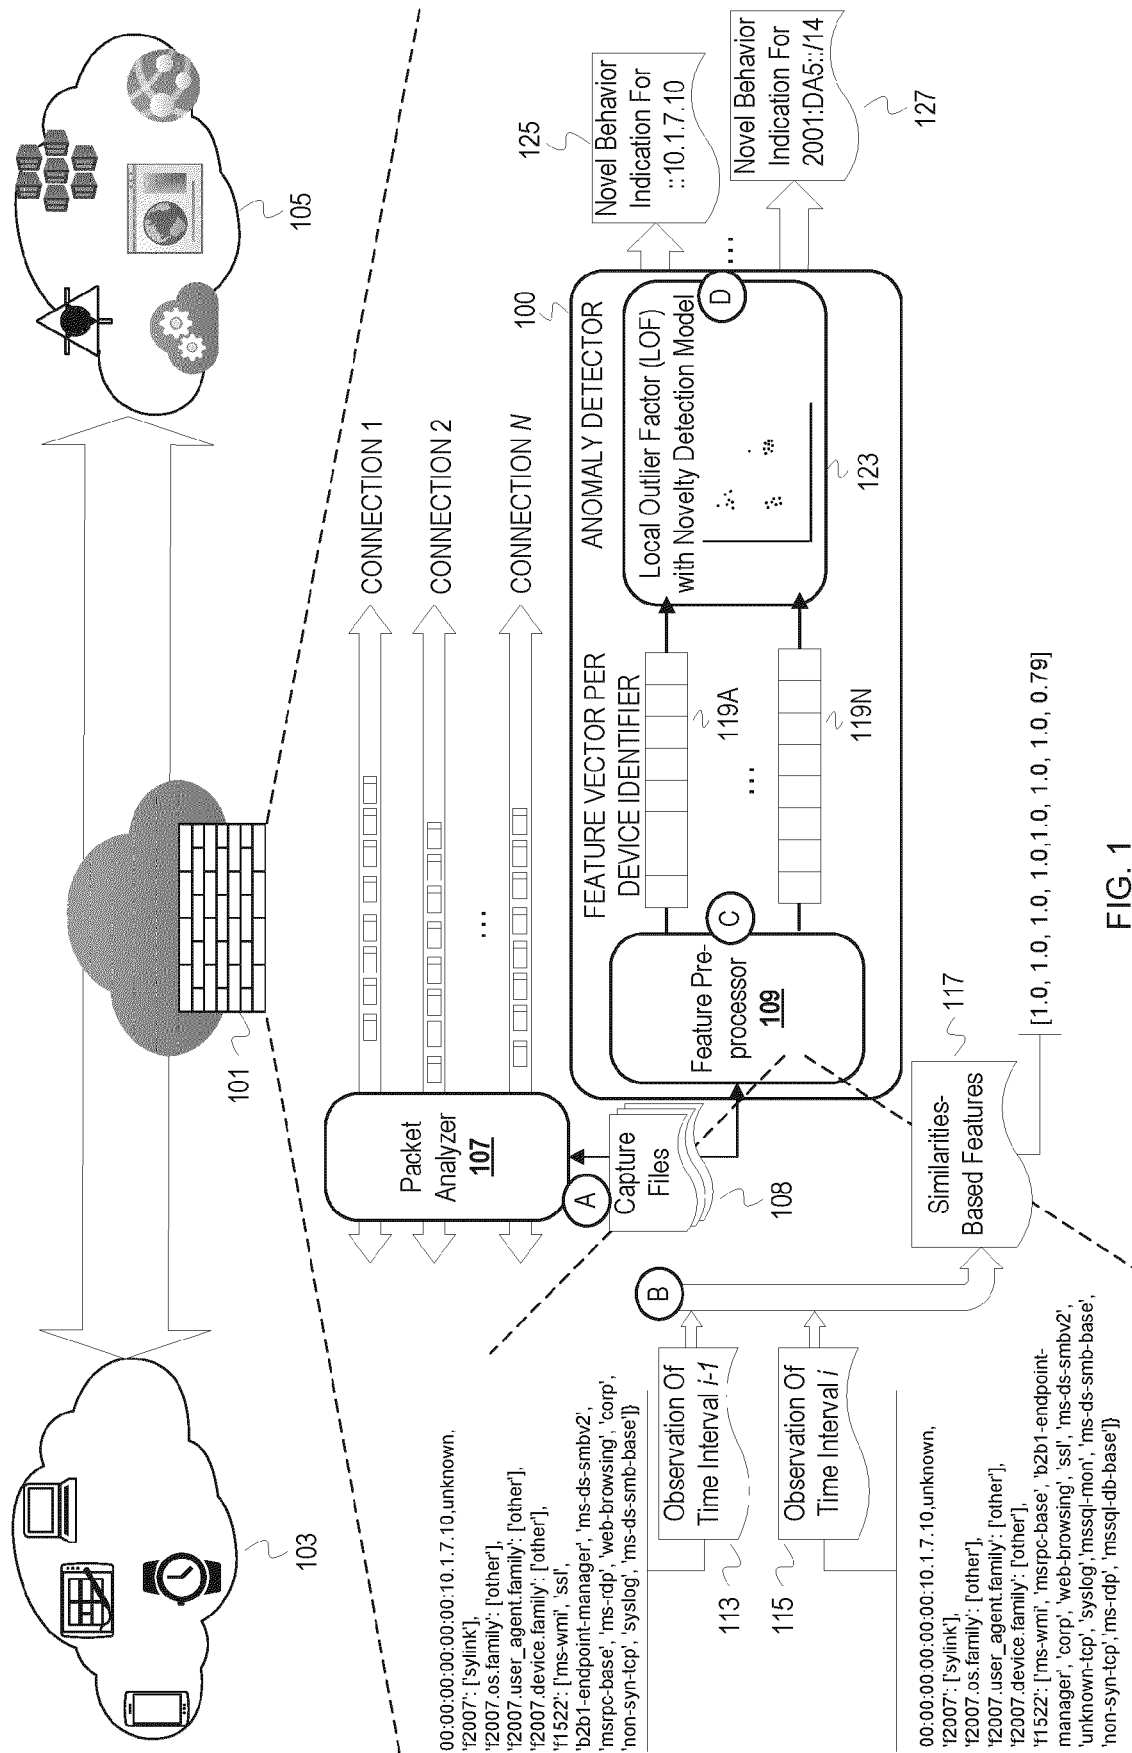 103
101
105
00:00:00:00:00:00:10.1.7.10,unknown,
'f2007': ['sylink'],
'f2007.os.family': ['other'],
'f2007.user_agent.family': ['other'],
'f2007.device.family': ['other'],
'f1522': ['ms-wmi', 'ssl',
'b2b1-endpoint-manager', 'ms-ds-smbv2',
'msrpc-base', 'ms-rdp', 'web-browsing', 'corp',
'non-syn-tcp', 'syslog', 'ms-ds-smb-base']}
Packet
Analyzer
107
CONNECTION 1
CONNECTION 2
...
CONNECTION N
A
Capture
Files
108
B
Observation Of
Time Interval i-1
113
Observation Of
Time Interval i
115
00:00:00:00:00:00:10.1.7.10,unknown,
'f2007': ['sylink'],
'f2007.os.family': ['other'],
'f2007.user_agent.family': ['other'],
'f2007.device.family': ['other'],
'f1522': ['ms-wmi', 'msrpc-base', 'b2b1-endpoint-
manager', 'corp', 'web-browsing', 'ssl', 'ms-ds-smbv2',
'unknown-tcp', 'syslog','mssql-mon', 'ms-ds-smb-base',
'non-syn-tcp','ms-rdp', 'mssql-db-base']}
Similarities-
Based Features
117
[1.0, 1.0, 1.0, 1.0,1.0, 1.0, 1.0, 0.79]
Feature Pre-
processor
109
C
FEATURE VECTOR PER
DEVICE IDENTIFIER
119A
...
119N
ANOMALY DETECTOR
100
Local Outlier Factor (LOF)
with Novelty Detection Model
123
D
...
125
Novel Behavior
Indication For
::10.1.7.10
Novel Behavior
Indication For
2001:DA5::/14
127
FIG. 1